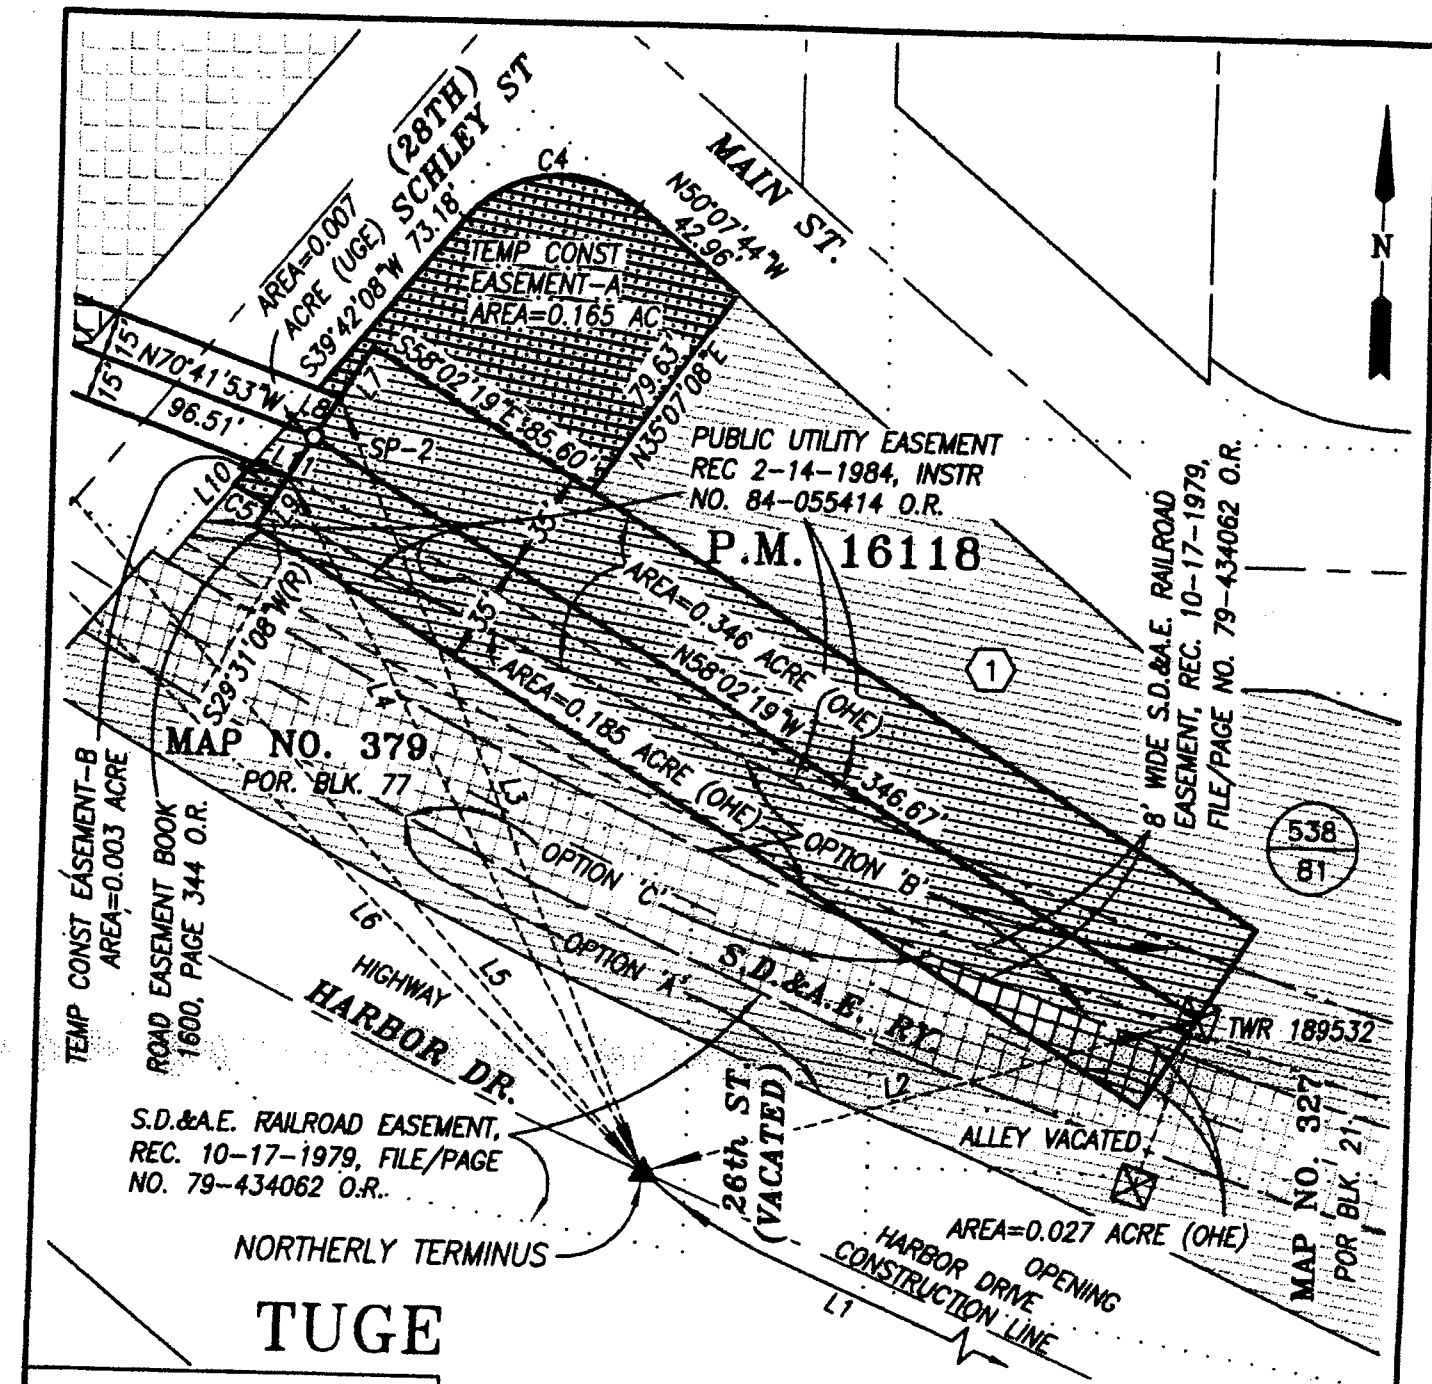 (28TH)
SCHLEY ST
MAIN ST.
C4
N50°07'44"W
42.96'
AREA=0.007
ACRE (UGE)
S39°42'08"W 73.18'
TEMP CONST
EASEMENT-A
AREA=0.165 AC
N
15'
15'
N70°41'53"W
96.51'
L8
L7
S58°02'19"E
79.63'
N35°07'08"E
SP-2
L11
L10
L9
C5
PUBLIC UTILITY EASEMENT
REC 2-14-1984, INSTR
NO. 84-055414 O.R.
P.M. 16118
35'
35'
AREA=0.346 ACRE (OHE)
N58°02'19"W
346.67'
AREA=0.185 ACRE (OHE)
1
8' WIDE S.D.&A.E. RAILROAD
EASEMENT, REC. 10-17-1979,
FILE/PAGE NO. 79-434062 O.R.
S29°31'08"W(R)
L4
MAP NO. 379
POR. BLK. 77
L3
538
81
TEMP CONST EASEMENT-B
AREA=0.003 ACRE
ROAD EASEMENT BOOK
1600, PAGE 344 O.R.
OPTION 'B'
OPTION 'C'
OPTION 'A'
L6
L5
HIGHWAY
HARBOR DR.
S.D.&A.E. RY.
TWR 189532
L2
26th ST.
(VACATED)
ALLEY VACATED
MAP NO. 327
POR BLK. 21
S.D.&A.E. RAILROAD EASEMENT,
REC. 10-17-1979, FILE/PAGE
NO. 79-434062 O.R.
NORTHERLY TERMINUS
AREA=0.027 ACRE (OHE)
HARBOR DRIVE OPENING
CONSTRUCTION LINE
L1
TUGE